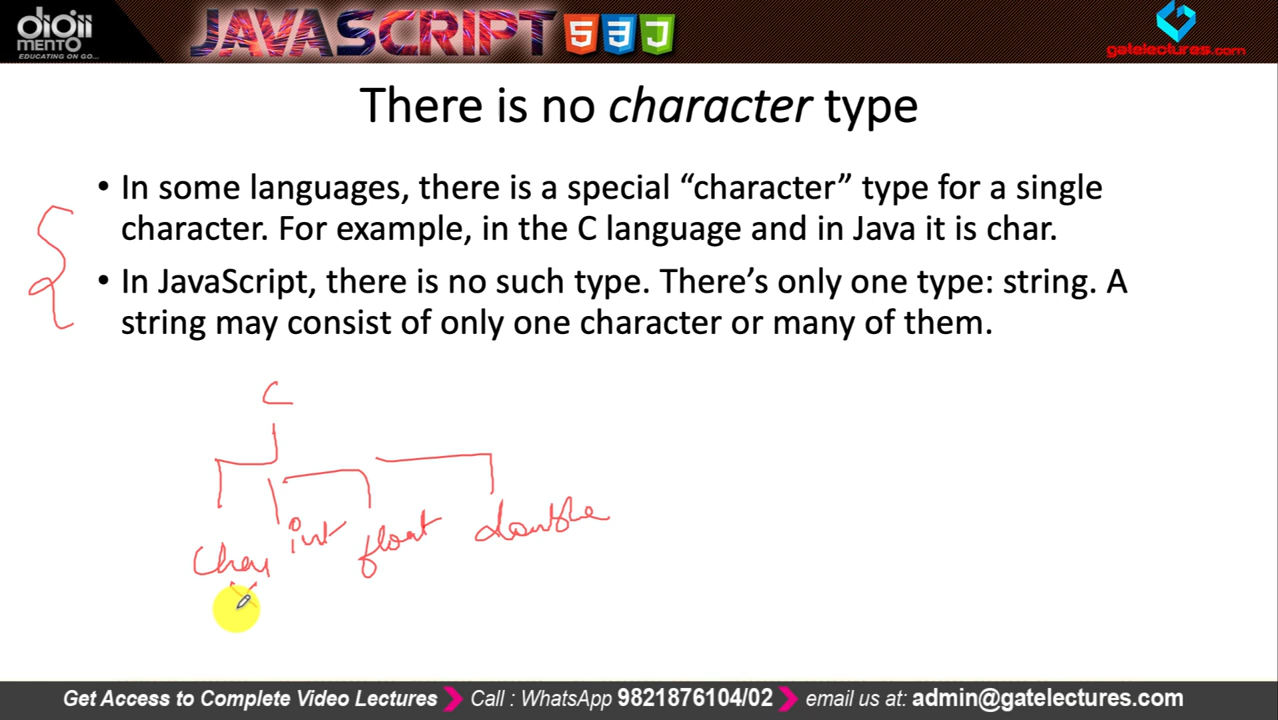 didii
MENTO
EDUCATING ON GO...
JAVASCRIPT 5 3 J
gatelectures.com
There is no character type
• In some languages, there is a special “character” type for a single
character. For example, in the C language and in Java it is char.
• In JavaScript, there is no such type. There’s only one type: string. A
string may consist of only one character or many of them.
C
char int float double
Get Access to Complete Video Lectures Call : WhatsApp 9821876104/02 email us at: admin@gatelectures.com